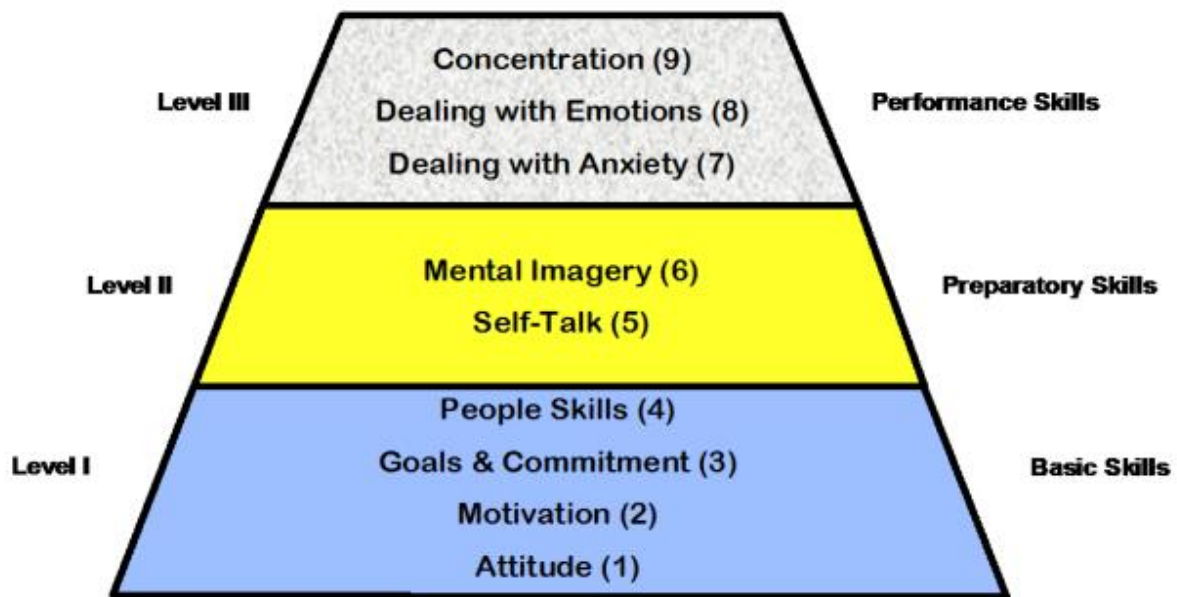 Concentration (9)
Level III
Dealing with Emotions (8)
Performance Skills
Dealing with Anxiety (7)
Mental Imagery (6)
Level II
Preparatory Skills
Self-Talk (5)
People Skills (4)
Level I
Goals & Commitment (3)
Basic Skills
Motivation (2)
Attitude (1)